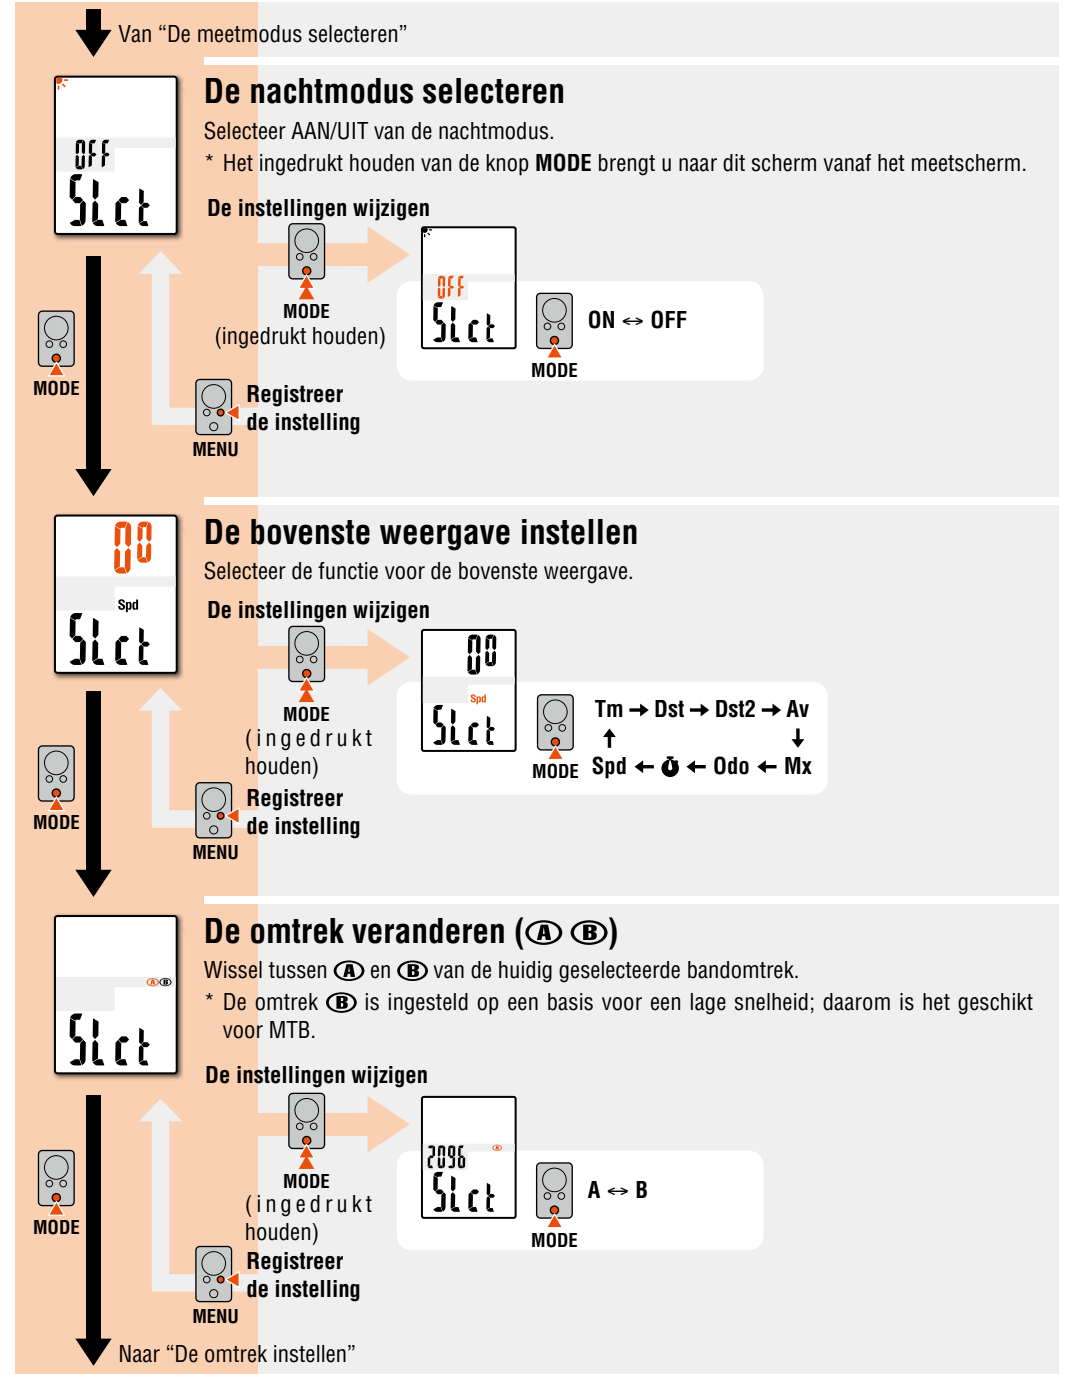 Van “De meetmodus selecteren”
De nachtmodus selecteren
Selecteer AAN/UIT van de nachtmodus.
* Het ingedrukt houden van de knop MODE brengt u naar dit scherm vanaf het meetscherm.
OFF
Slct
De instellingen wijzigen
MODE
(ingedrukt houden)
OFF
Slct
MODE
ON ↔ OFF
MODE
Registreer
de instelling
MENU
De bovenste weergave instellen
Selecteer de functie voor de bovenste weergave.
00
Spd
Slct
De instellingen wijzigen
MODE
(ingedrukt
houden)
00
Spd
Slct
MODE
Tm → Dst → Dst2 → Av
↑ ↓
Spd ← ⏱ ← Odo ← Mx
MODE
Registreer
de instelling
MENU
De omtrek veranderen (Ⓐ Ⓑ)
Wissel tussen Ⓐ en Ⓑ van de huidig geselecteerde bandomtrek.
* De omtrek Ⓑ is ingesteld op een basis voor een lage snelheid; daarom is het geschikt
voor MTB.
Ⓐ Ⓑ
Slct
De instellingen wijzigen
MODE
(ingedrukt
houden)
2096 Ⓐ
Slct
MODE
A ↔ B
MODE
Registreer
de instelling
MENU
Naar “De omtrek instellen”